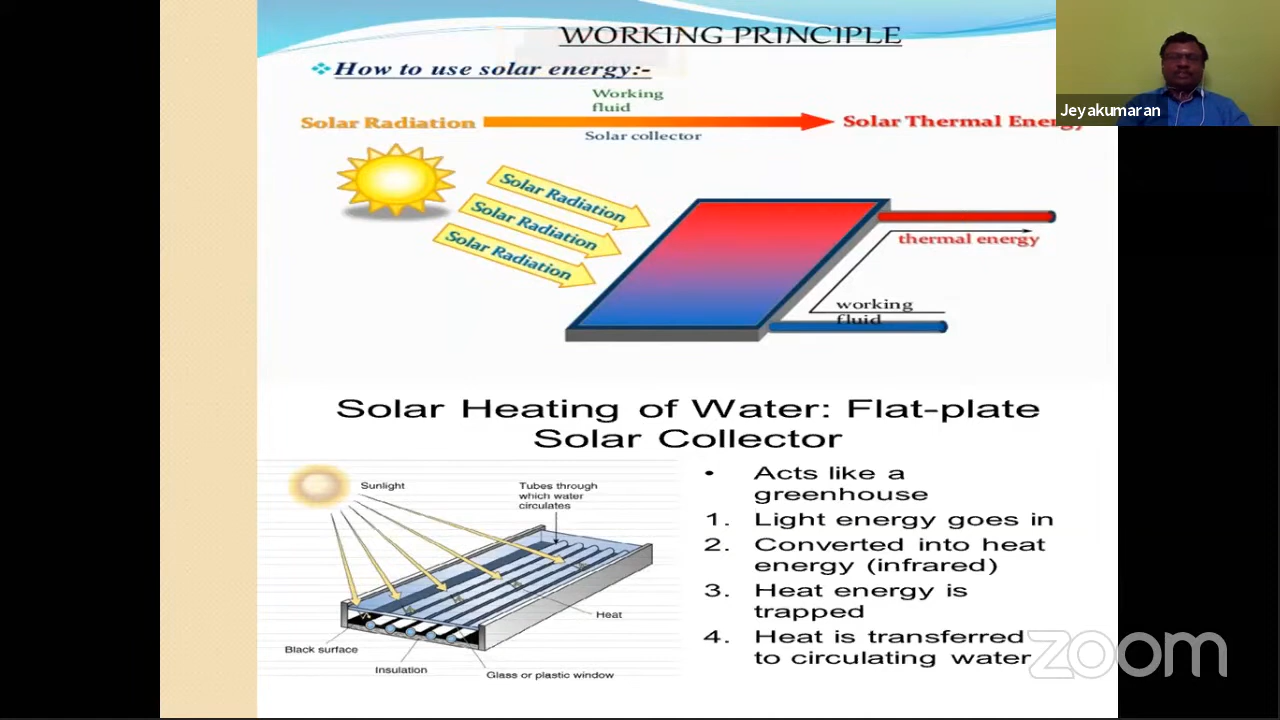 WORKING PRINCIPLE
How to use solar energy:-
Working
fluid
Solar Radiation
Solar Thermal Energy
Solar collector
Jeyakumaran
Solar Radiation
Solar Radiation
Solar Radiation
thermal energy
working
fluid
Solar Heating of Water: Flat-plate
Solar Collector
Sunlight
Tubes through
which water
circulates
Heat
Black surface
Insulation
Glass or plastic window
• Acts like a
greenhouse
1. Light energy goes in
2. Converted into heat
energy (infrared)
3. Heat energy is
trapped
4. Heat is transferred
to circulating water
zoom